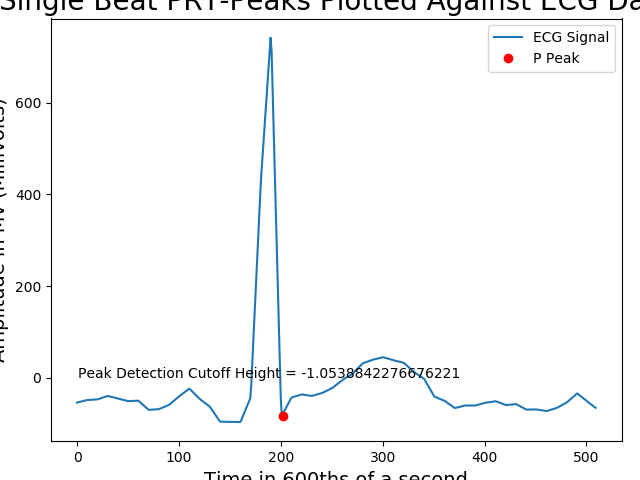 Single Beat PRT-Peaks Plotted Against ECG Da
ECG Signal
P Peak
Amplitude in MV (Millivolts)
600
400
200
0
Peak Detection Cutoff Height = -1.0538842276676221
0 100 200 300 400 500
Time in 600ths of a second